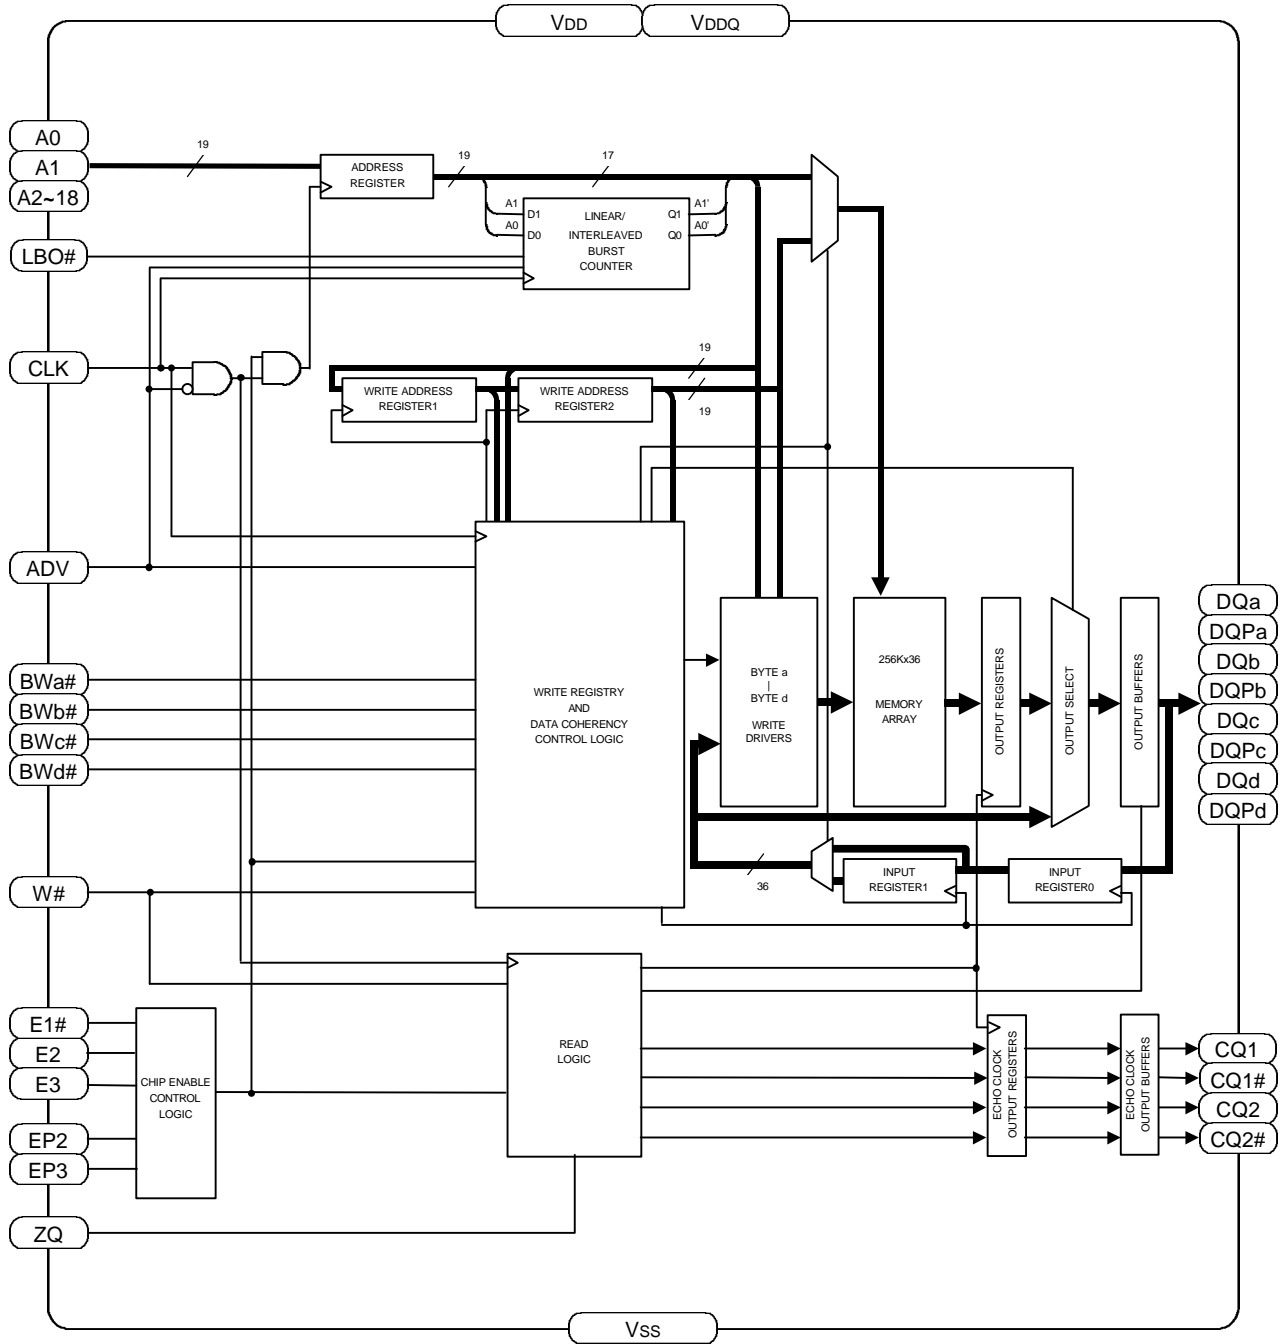 VDD
VDDQ
A0
A1
A2~18
LBO#
CLK
ADV
BWa#
BWb#
BWc#
BWd#
W#
E1#
E2
E3
EP2
EP3
ZQ
19
ADDRESS
REGISTER
19
17
A1
A0
D1
D0
LINEAR/
INTERLEAVED
BURST
COUNTER
Q1
Q0
A1'
A0'
19
19
WRITE ADDRESS
REGISTER1
WRITE ADDRESS
REGISTER2
WRITE REGISTRY
AND
DATA COHERENCY
CONTROL LOGIC
BYTE a
|
BYTE d
WRITE
DRIVERS
256Kx36
MEMORY
ARRAY
OUTPUT REGISTERS
OUTPUT SELECT
OUTPUT BUFFERS
36
INPUT
REGISTER1
INPUT
REGISTER0
CHIP ENABLE
CONTROL
LOGIC
READ
LOGIC
ECHO CLOCK
OUTPUT REGISTERS
ECHO CLOCK
OUTPUT BUFFERS
DQa
DQPa
DQb
DQPb
DQc
DQPc
DQd
DQPd
CQ1
CQ1#
CQ2
CQ2#
VSS